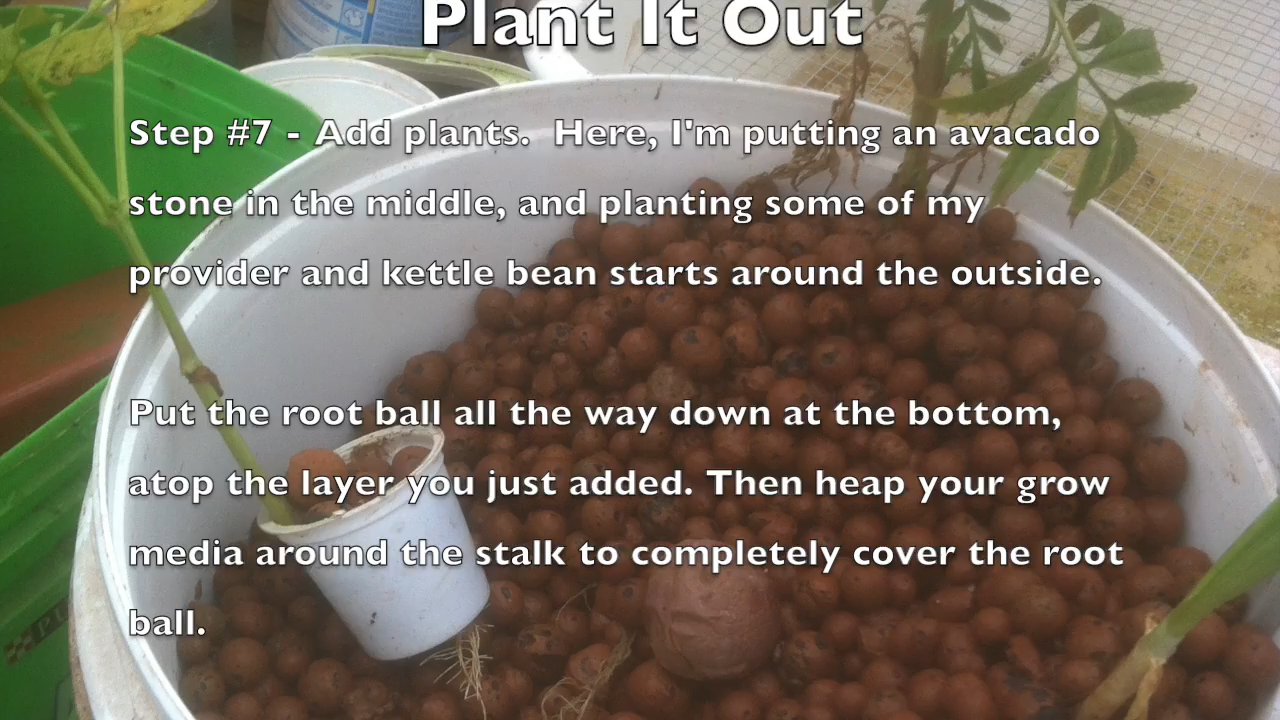 Plant It Out
Step #7 - Add plants.  Here, I'm putting an avacado
stone in the middle, and planting some of my
provider and kettle bean starts around the outside.
Put the root ball all the way down at the bottom,
atop the layer you just added. Then heap your grow
media around the stalk to completely cover the root
ball.